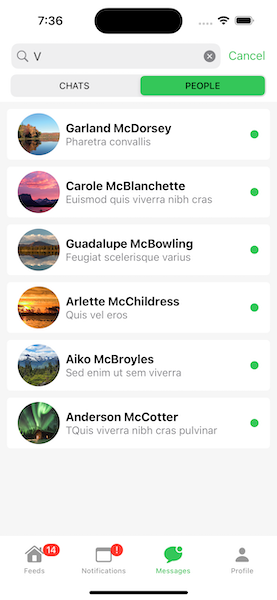 7:36
V
Cancel
CHATS
PEOPLE
Garland McDorsey
Pharetra convallis
Carole McBlanchette
Euismod quis viverra nibh cras
Guadalupe McBowling
Feugiat scelerisque varius
Arlette McChildress
Quis vel eros
Aiko McBroyles
Sed enim ut sem viverra
Anderson McCotter
TQuis viverra nibh cras pulvinar
14
!
Feeds
Notifications
Messages
Profile